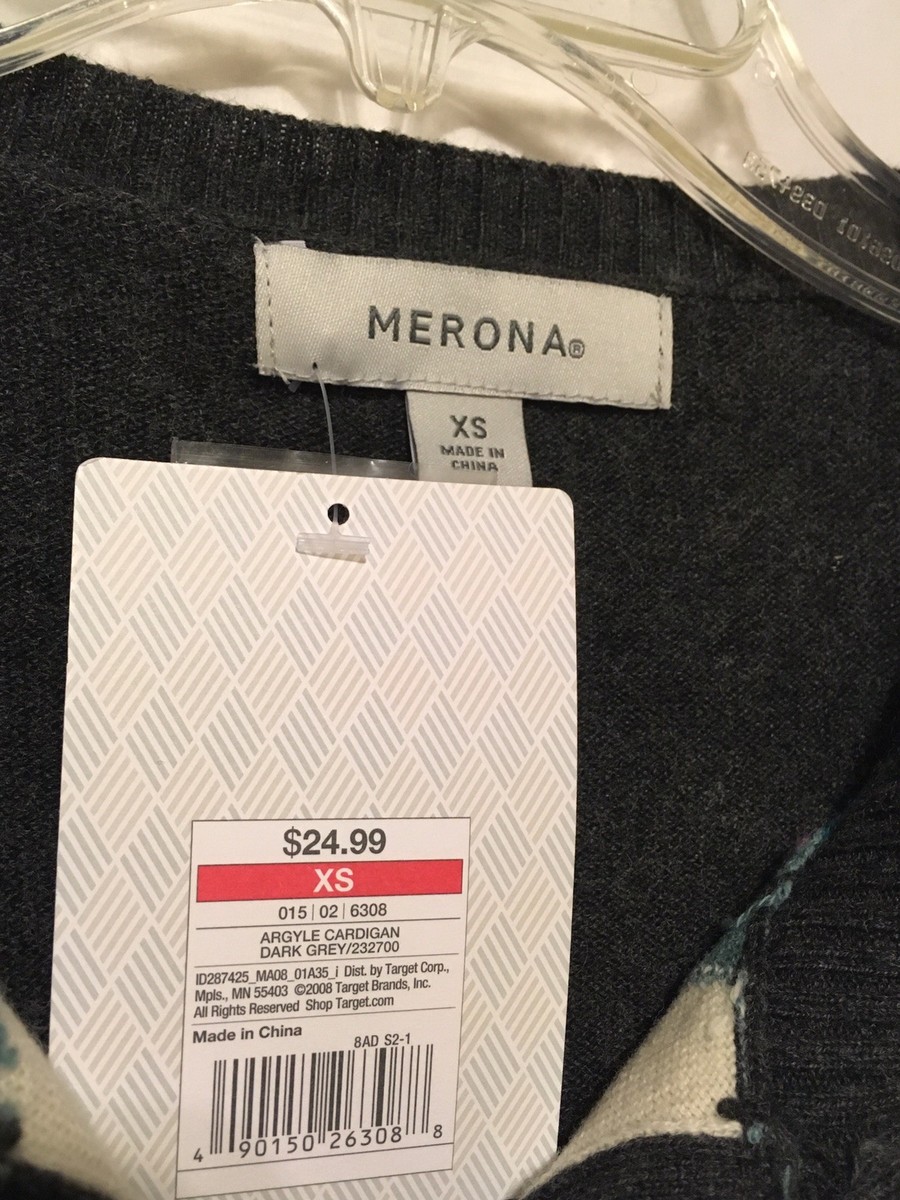 MERONA®
XS
MADE IN
CHINA
$24.99
XS
015 | 02 | 6308
ARGYLE CARDIGAN
DARK GREY/232700
ID287425_MA08_01A35_i Dist. by Target Corp.,
Mpls., MN 55403 ©2008 Target Brands, Inc.
All Rights Reserved Shop Target.com
Made in China
8AD S2-1
4 90150 26308 8